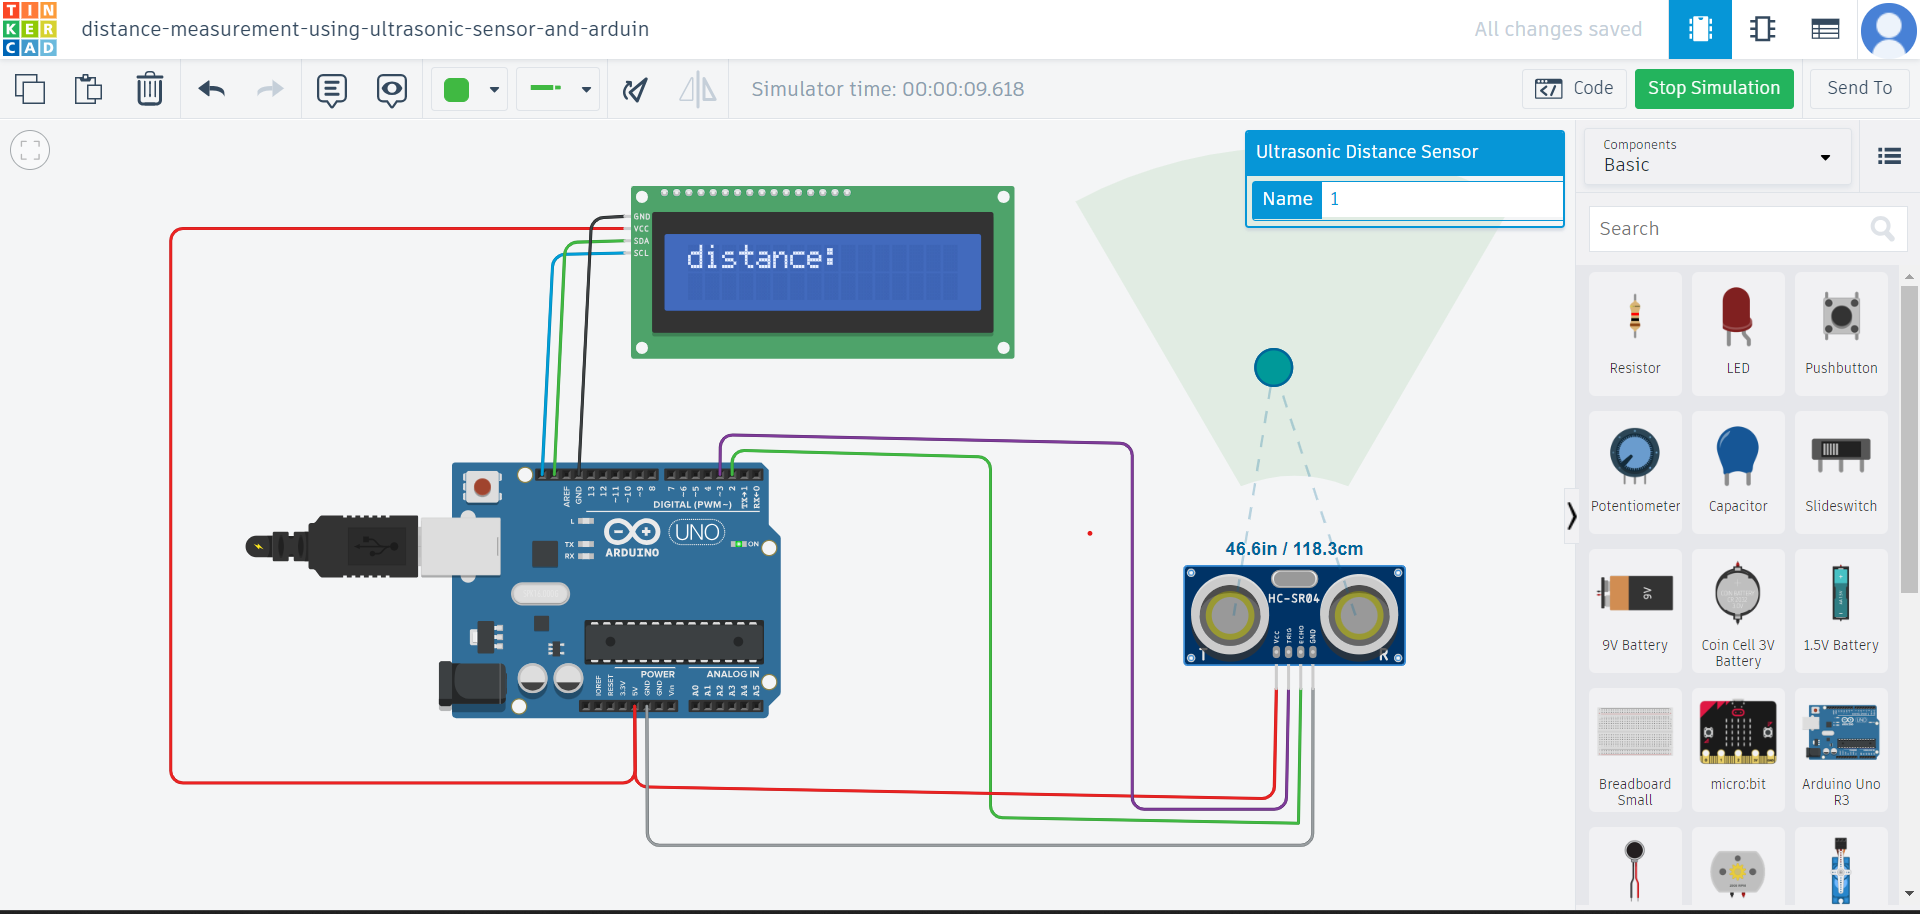 TIN
KER
CAD
distance-measurement-using-ultrasonic-sensor-and-arduin
All changes saved
Simulator time: 00:00:09.618
Code
Stop Simulation
Send To
Ultrasonic Distance Sensor
Name 1
Components
Basic
Search
GND
VCC
SDA
SCL
distance:
Resistor
LED
Pushbutton
Potentiometer
Capacitor
Slideswitch
9V
9V Battery
Coin Cell 3V Battery
1.5V Battery
Breadboard Small
micro:bit
Arduino Uno R3
AREF
GND
13
12
~11
~10
~9
8
7
~6
~5
4
~3
2
TX→1
RX←0
DIGITAL (PWM~)
L
TX
RX
ARDUINO
UNO
ON
POWER
ANALOG IN
IOREF
RESET
3.3V
5V
GND
GND
Vin
A0
A1
A2
A3
A4
A5
46.6in / 118.3cm
HC-SR04
VCC
TRIG
ECHO
GND
T
R